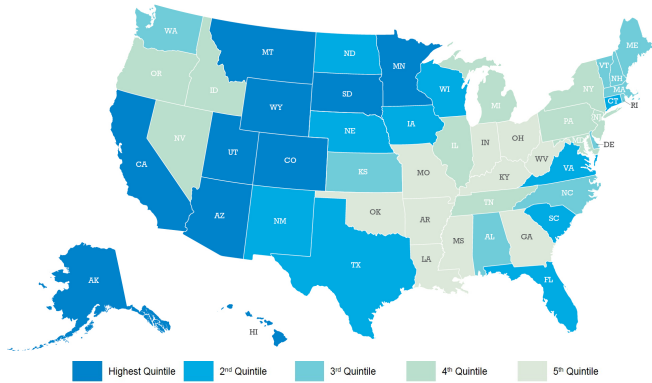 WA
MT
ND
MN
ME
OR
ID
WY
SD
WI
MI
NY
VT
NH
MA
CT
RI
NV
UT
CO
NE
IA
IL
IN
OH
PA
NJ
MD
DE
CA
AZ
NM
KS
MO
KY
WV
VA
NC
TN
OK
AR
SC
TX
LA
MS
AL
GA
FL
AK
HI
Highest Quintile
2nd Quintile
3rd Quintile
4th Quintile
5th Quintile